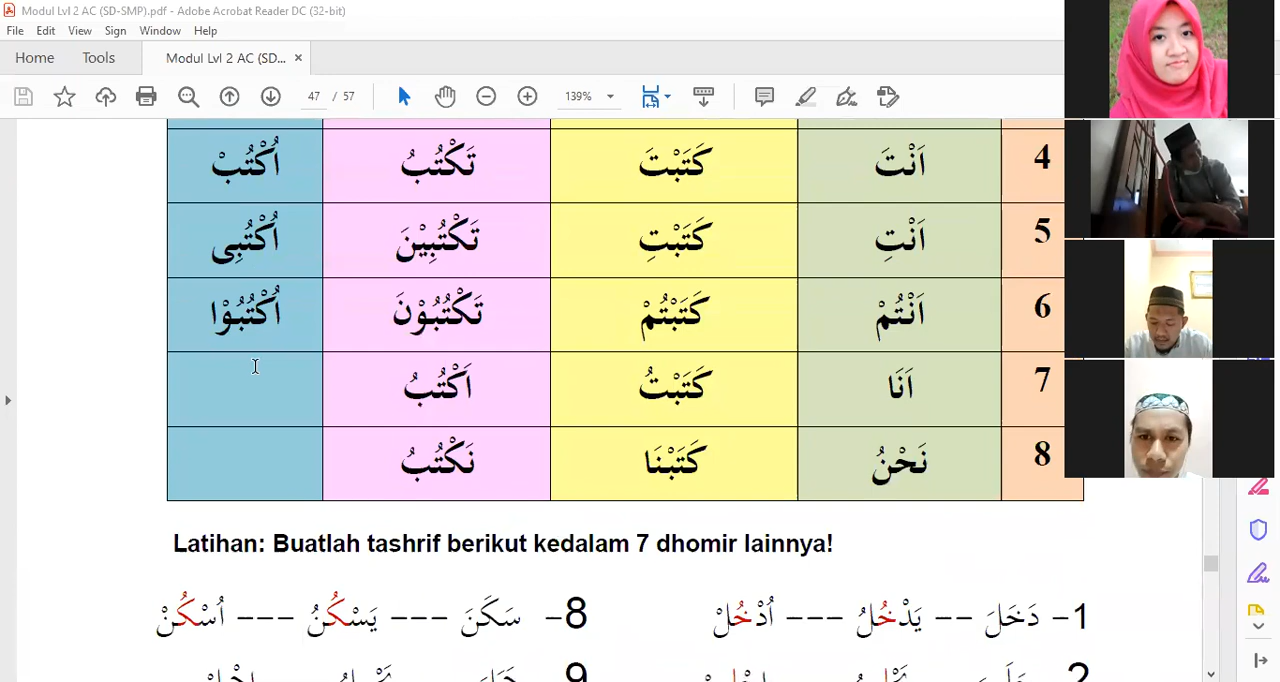 Modul Lvl 2 AC (SD-SMP).pdf - Adobe Acrobat Reader DC (32-bit)
File Edit View Sign Window Help
Home Tools Modul Lvl 2 AC (SD... ×
47 / 57 139%
4 اَنْتَ كَتَبْتَ تَكْتُبُ اُكْتُبْ
5 اَنْتِ كَتَبْتِ تَكْتُبِيْنَ اُكْتُبِى
6 اَنْتُمْ كَتَبْتُمْ تَكْتُبُوْنَ اُكْتُبُوْا
7 اَنَا كَتَبْتُ اَكْتُبُ
8 نَحْنُ كَتَبْنَا نَكْتُبُ
Latihan: Buatlah tashrif berikut kedalam 7 dhomir lainnya!
1- دَخَلَ -- يَدْخُلُ --- اُدْخُلْ
8- سَكَنَ --- يَسْكُنُ --- اُسْكُنْ
2
9